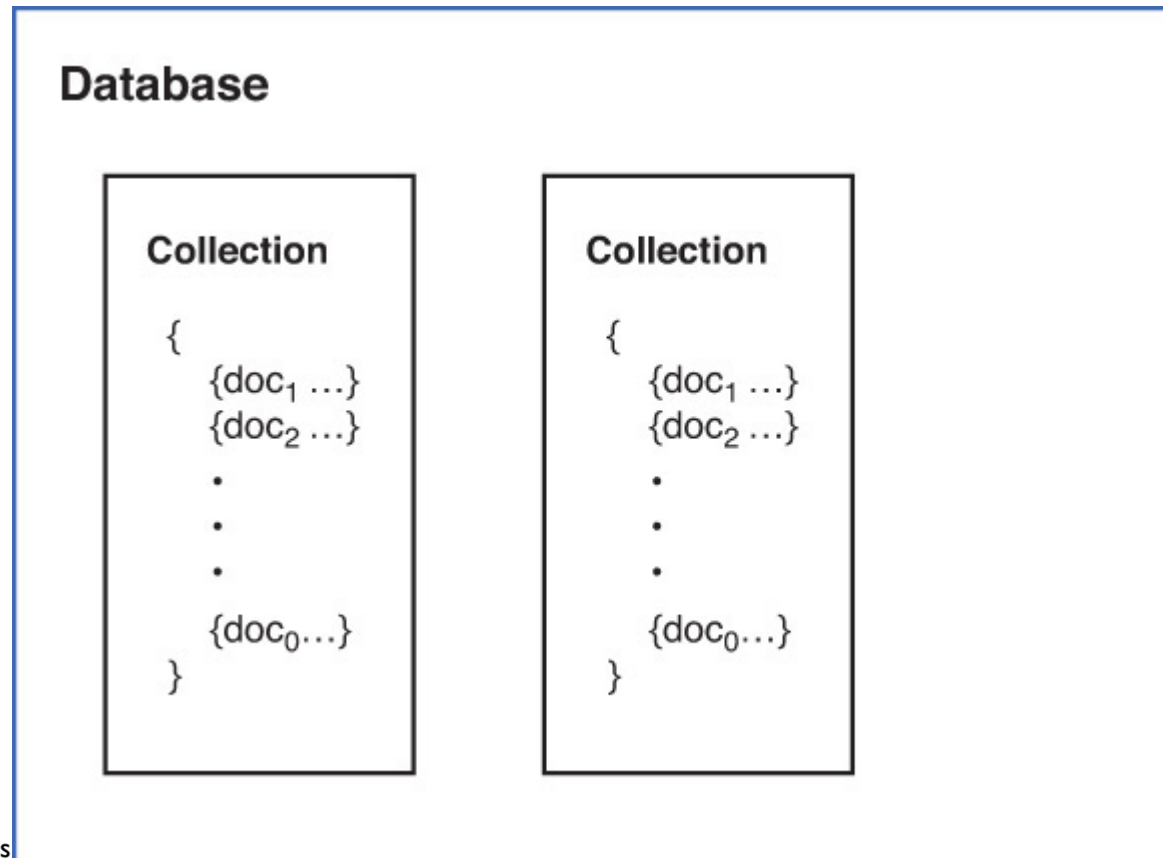 Database
Collection
{
{doc₁ ...}
{doc₂ ...}
.
.
.
{doc₀...}
}
Collection
{
{doc₁ ...}
{doc₂ ...}
.
.
.
{doc₀...}
}
s